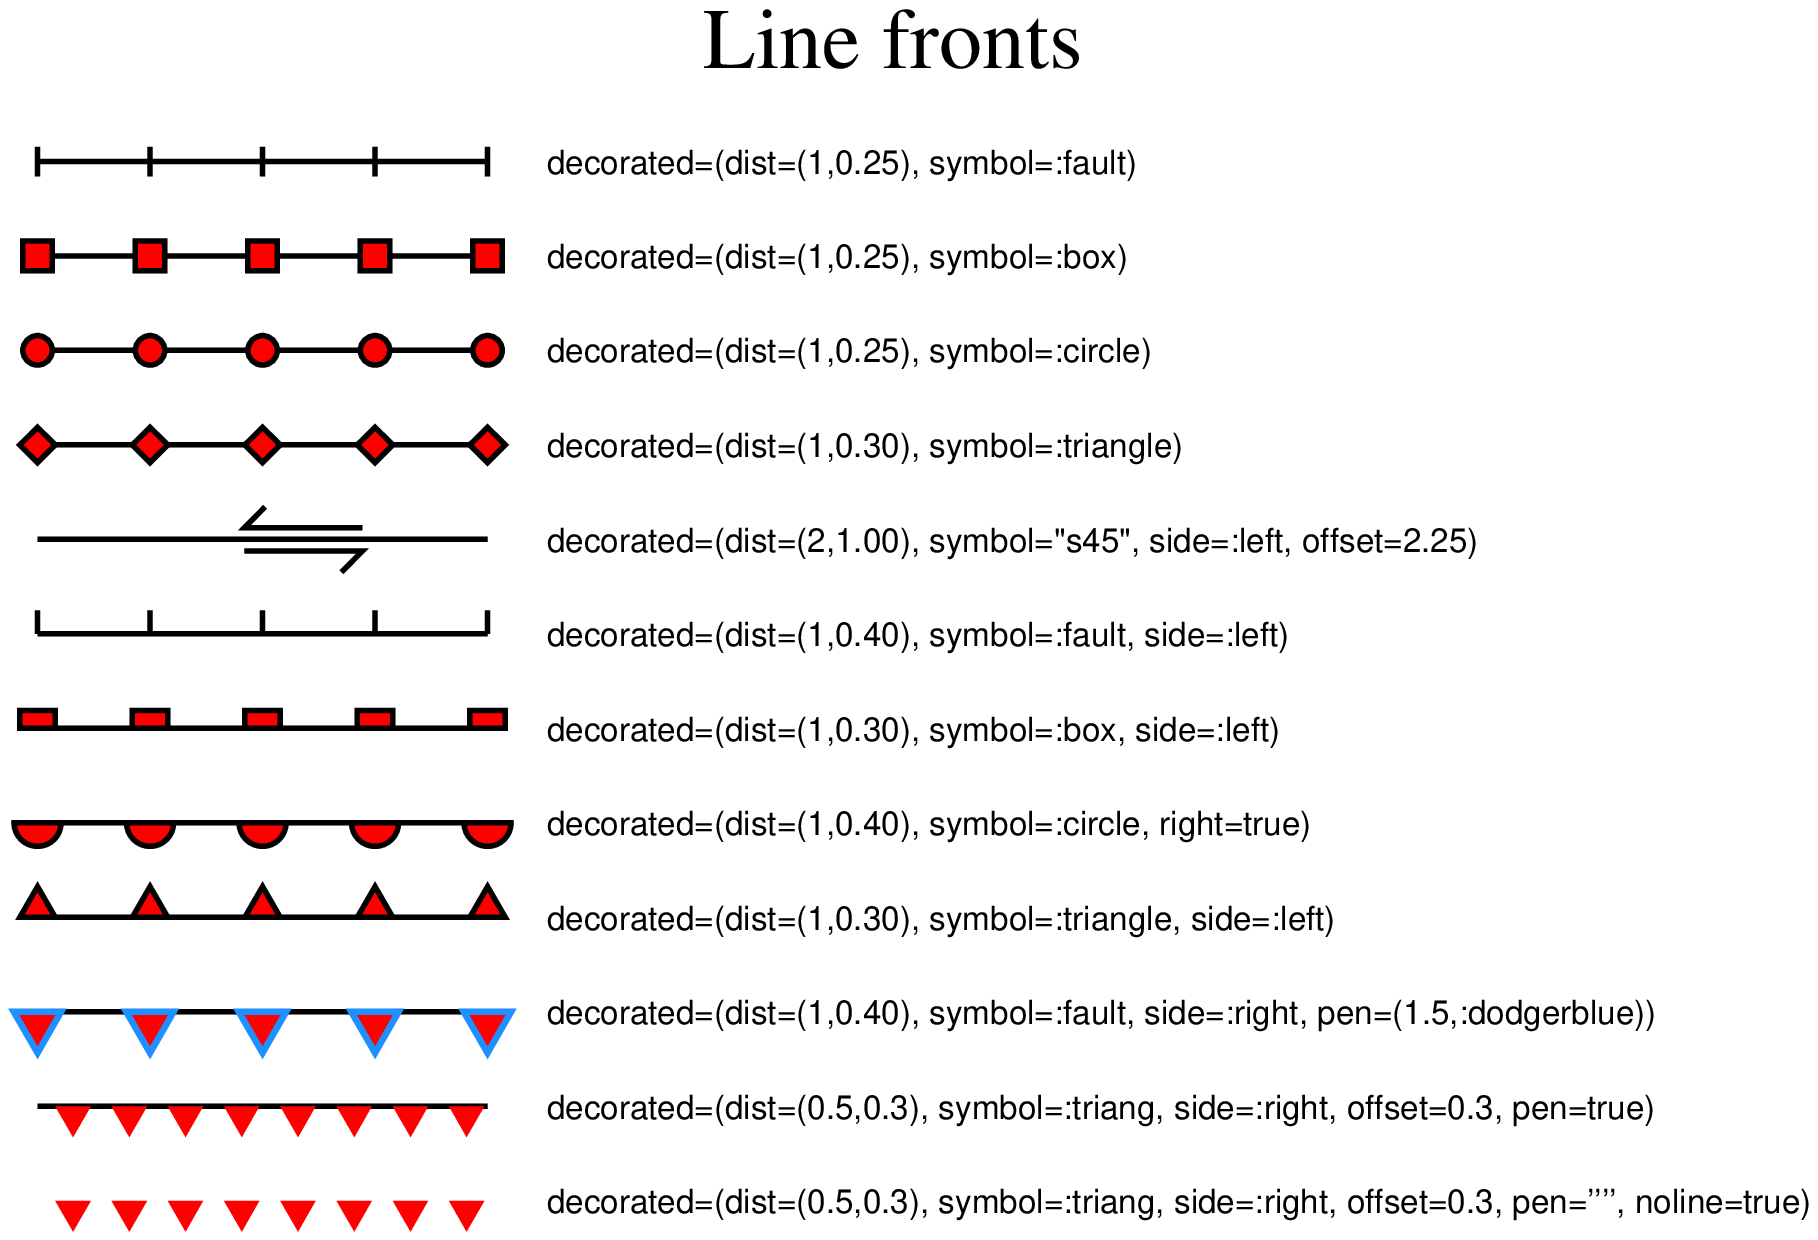 Line fronts
decorated=(dist=(1,0.25), symbol=:fault)
decorated=(dist=(1,0.25), symbol=:box)
decorated=(dist=(1,0.25), symbol=:circle)
decorated=(dist=(1,0.30), symbol=:triangle)
decorated=(dist=(2,1.00), symbol="s45", side=:left, offset=2.25)
decorated=(dist=(1,0.40), symbol=:fault, side=:left)
decorated=(dist=(1,0.30), symbol=:box, side=:left)
decorated=(dist=(1,0.40), symbol=:circle, right=true)
decorated=(dist=(1,0.30), symbol=:triangle, side=:left)
decorated=(dist=(1,0.40), symbol=:fault, side=:right, pen=(1.5,:dodgerblue))
decorated=(dist=(0.5,0.3), symbol=:triang, side=:right, offset=0.3, pen=true)
decorated=(dist=(0.5,0.3), symbol=:triang, side=:right, offset=0.3, pen='''', noline=true)